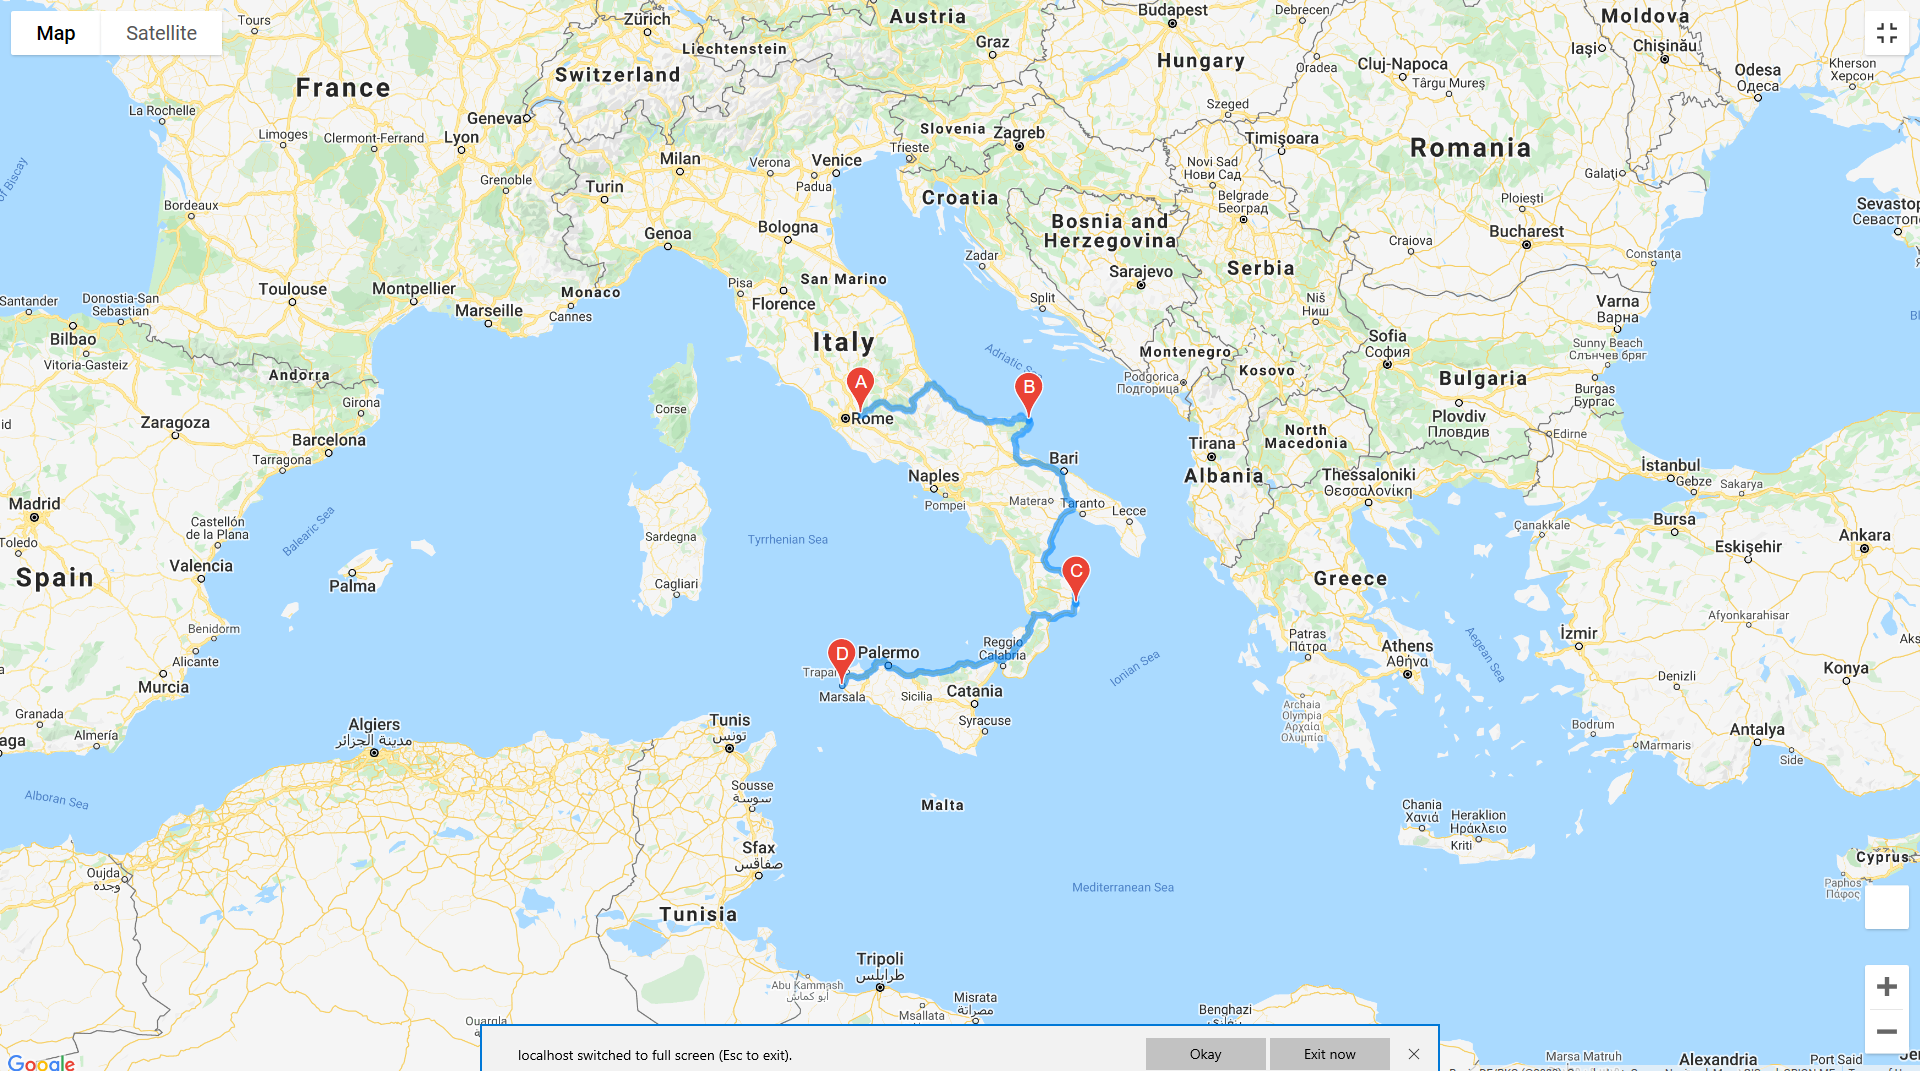 Map
Satellite
Tours
Zürich
Liechtenstein
Austria
Graz
Budapest
Debrecen
Moldova
Iași
Chișinău
Switzerland
Hungary
Oradea
Cluj-Napoca
Târgu Mureș
Odesa
Одеса
Kherson
Херсон
France
La Rochelle
Limoges
Clermont-Ferrand
Geneva
Lyon
Szeged
Slovenia
Zagreb
Timișoara
Romania
Milan
Verona
Venice
Trieste
Padua
Turin
Grenoble
Novi Sad
Нови Сад
Galați
of Biscay
Bordeaux
Croatia
Belgrade
Београд
Ploiești
Sevastop
Севастоп
Bologna
Genoa
Bosnia and
Herzegovina
Bucharest
Craiova
Constanța
Zadar
Sarajevo
Serbia
San Marino
Pisa
Florence
Monaco
Cannes
Toulouse
Montpellier
Marseille
Santander
Donostia-San
Sebastian
Bilbao
Vitoria-Gasteiz
Split
Niš
Ниш
Varna
Варна
Sofia
София
Sunny Beach
Слънчев бряг
Italy
Adriatic Sea
Montenegro
Kosovo
Podgorica
Подгорица
Bulgaria
Burgas
Бургас
Andorra
Girona
Corse
A
B
Rome
Plovdiv
Пловдив
Edirne
Zaragoza
Barcelona
Tarragona
North
Macedonia
Tirana
Albania
Bari
Naples
Pompei
Matera
Taranto
Lecce
Thessaloniki
Θεσσαλονίκη
İstanbul
Gebze
Sakarya
Madrid
Toledo
Castellón
de la Plana
Balearic Sea
Sardegna
Tyrrhenian Sea
Çanakkale
Bursa
Eskişehir
Ankara
Spain
Valencia
Palma
Cagliari
C
Greece
Afyonkarahisar
Benidorm
Alicante
Murcia
D
Palermo
Trapani
Marsala
Reggio
Calabria
Sicilia
Catania
Syracuse
Ionian Sea
Patras
Πάτρα
Athens
Αθήνα
Aegean Sea
İzmir
Konya
Denizli
Granada
Almería
Algiers
مدينة الجزائر
Tunis
تونس
Archaia
Olympia
Αρχαία
Ολυμπία
Bodrum
Marmaris
Antalya
Side
Alboran Sea
Sousse
سوسة
Malta
Chania
Χανιά
Heraklion
Ηράκλειο
Kriti
Sfax
صفاقس
Oujda
وجدة
Cyprus
Paphos
Πάφος
Mediterranean Sea
Tunisia
Tripoli
طرابلس
Abu Kammash
أبو كماش
Misrata
مصراتة
Msallata
Benghazi
بنغازي
Ouargla
Marsa Matruh
Alexandria
Port Said
Google
localhost switched to full screen (Esc to exit).
Okay
Exit now